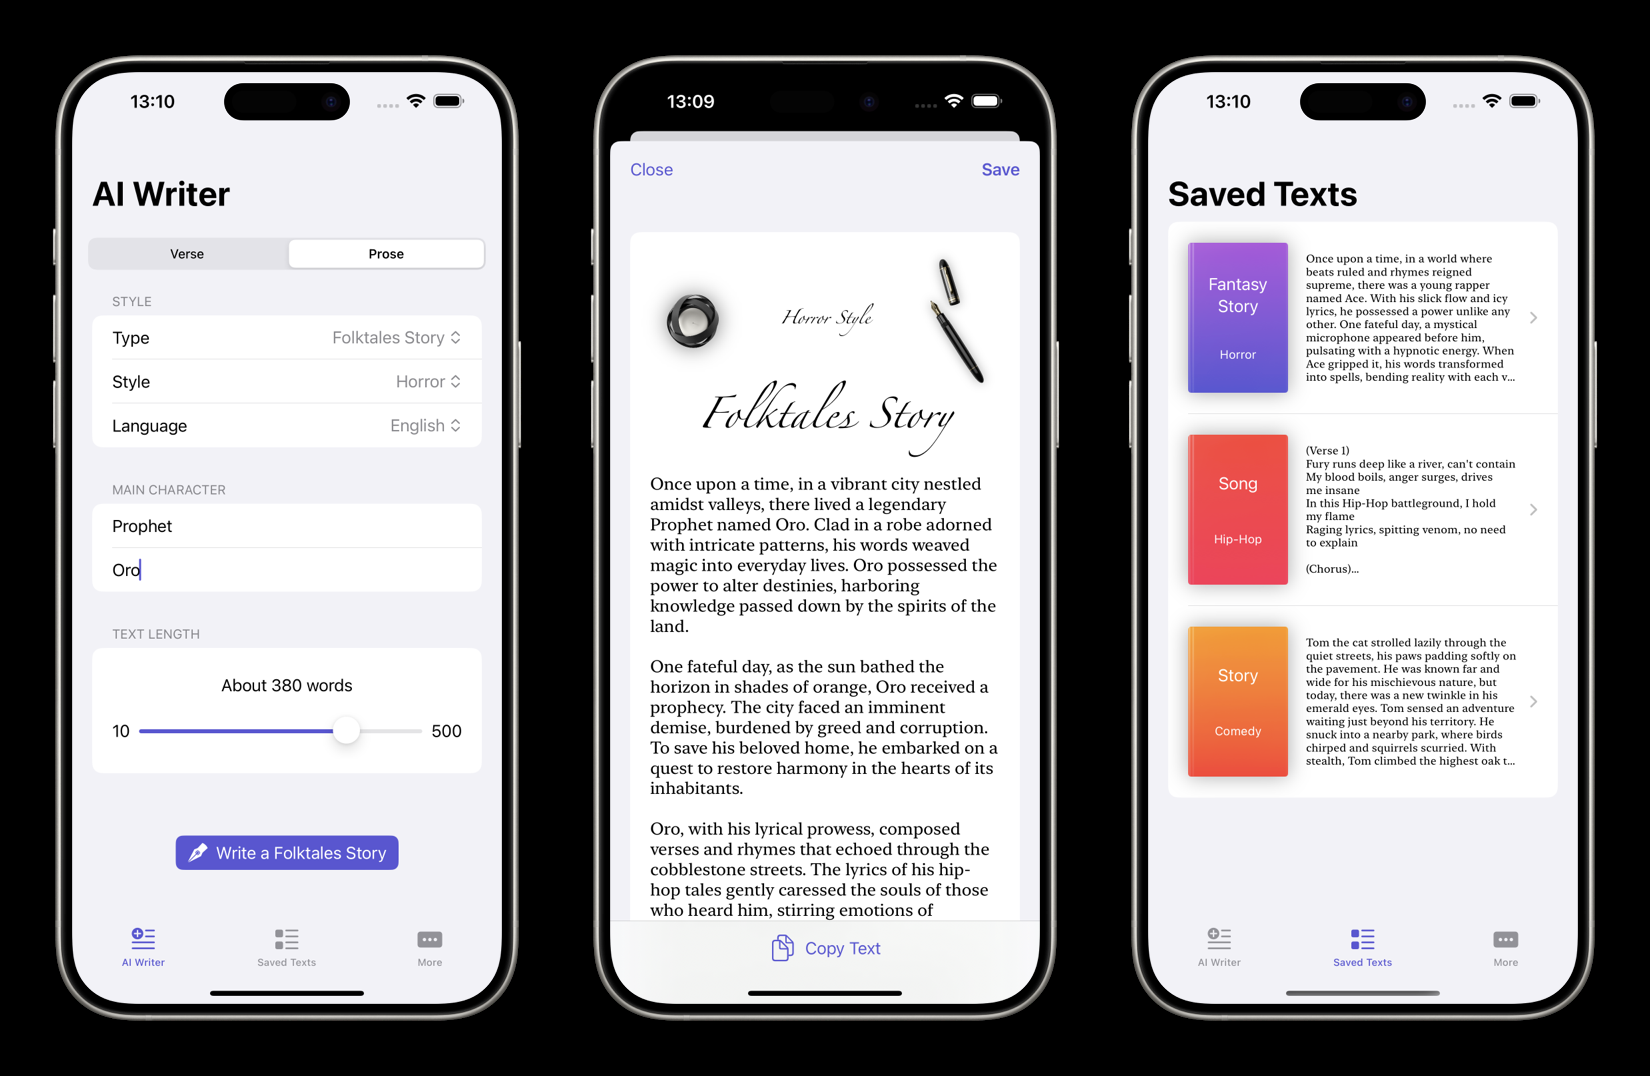 13:10
AI Writer
Verse
Prose
STYLE
Type
Folktales Story
Style
Horror
Language
English
MAIN CHARACTER
Prophet
Oro
TEXT LENGTH
About 380 words
10
500
Write a Folktales Story
AI Writer
Saved Texts
More
13:09
Close
Save
Horror Style
Folktales Story
Once upon a time, in a vibrant city nestled
amidst valleys, there lived a legendary
Prophet named Oro. Clad in a robe adorned
with intricate patterns, his words weaved
magic into everyday lives. Oro possessed the
power to alter destinies, harboring
knowledge passed down by the spirits of the
land.
One fateful day, as the sun bathed the
horizon in shades of orange, Oro received a
prophecy. The city faced an imminent
demise, burdened by greed and corruption.
To save his beloved home, he embarked on a
quest to restore harmony in the hearts of its
inhabitants.
Oro, with his lyrical prowess, composed
verses and rhymes that echoed through the
cobblestone streets. The lyrics of his hip-
hop tales gently caressed the souls of those
who heard him, stirring emotions of
Copy Text
13:10
Saved Texts
Fantasy
Story
Horror
Once upon a time, in a world where
beats ruled and rhymes reigned
supreme, there was a young rapper
named Ace. With his slick flow and icy
lyrics, he possessed a power unlike any
other. One fateful day, a mystical
microphone appeared before him,
pulsating with a hypnotic energy. When
Ace gripped it, his words transformed
into spells, bending reality with each v...
Song
Hip-Hop
(Verse 1)
Fury runs deep like a river, can't contain
My blood boils, anger surges, drives
me insane
In this Hip-Hop battleground, I hold
my flame
Raging lyrics, spitting venom, no need
to explain
(Chorus)...
Story
Comedy
Tom the cat strolled lazily through the
quiet streets, his paws padding softly on
the pavement. He was known far and
wide for his mischievous nature, but
today, there was a new twinkle in his
emerald eyes. Tom sensed an adventure
waiting just beyond his territory. He
snuck into a nearby park, where birds
chirped and squirrels scurried. With
stealth, Tom climbed the highest oak t...
AI Writer
Saved Texts
More